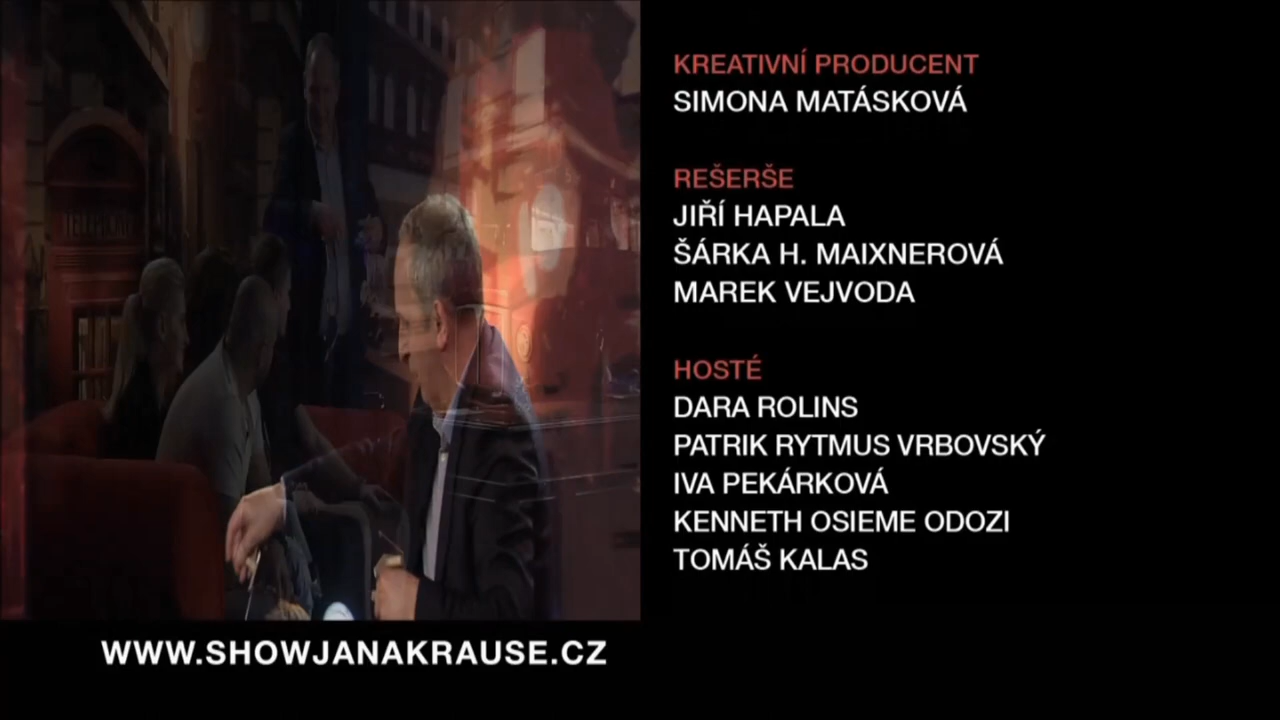 KREATIVNÍ PRODUCENT
SIMONA MATÁSKOVÁ
REŠERŠE
JIŘÍ HAPALA
ŠÁRKA H. MAIXNEROVÁ
MAREK VEJVODA
HOSTÉ
DARA ROLINS
PATRIK RYTMUS VRBOVSKÝ
IVA PEKÁRKOVÁ
KENNETH OSIEME ODOZI
TOMÁŠ KALAS
TELEPHONE
WWW.SHOWJANAKRAUSE.CZ